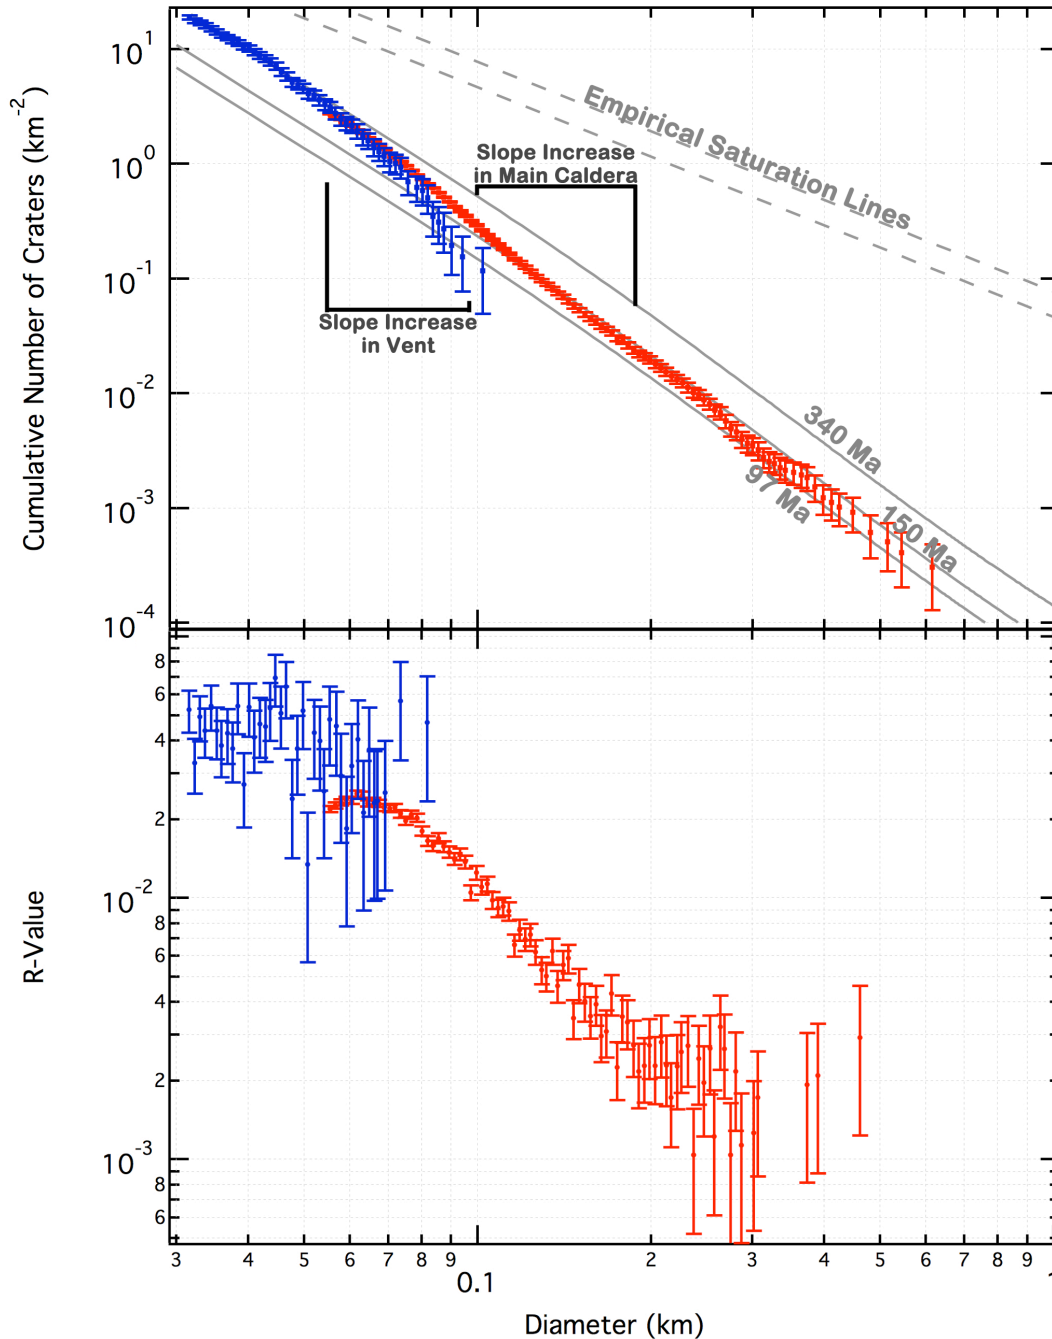 Cumulative Number of Craters (km⁻²)
10¹
10⁰
10⁻¹
10⁻²
10⁻³
10⁻⁴
Empirical Saturation Lines
Slope Increase
in Main Caldera
Slope Increase
in Vent
340 Ma
150 Ma
97 Ma
R-Value
8
6
4
2
10⁻²
8
6
4
2
10⁻³
8
6
3 4 5 6 7 8 9 0.1 2 3 4 5 6 7 8 9 1
Diameter (km)